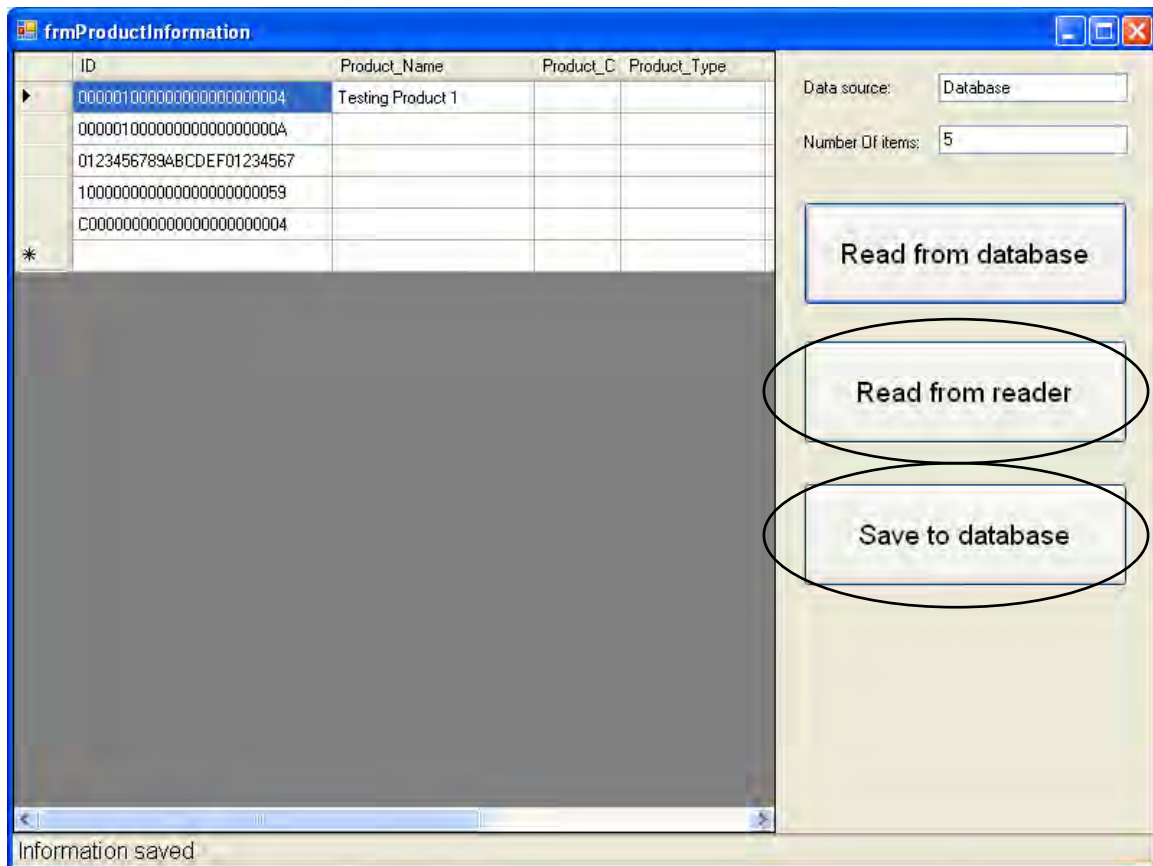 frmProductInformation
ID Product_Name Product_C Product_Type
000001000000000000000004 Testing Product 1
00000100000000000000000A
0123456789ABCDEF01234567
100000000000000000000059
C00000000000000000000004
Data source: Database
Number Of items: 5
Read from database
Read from reader
Save to database
Information saved